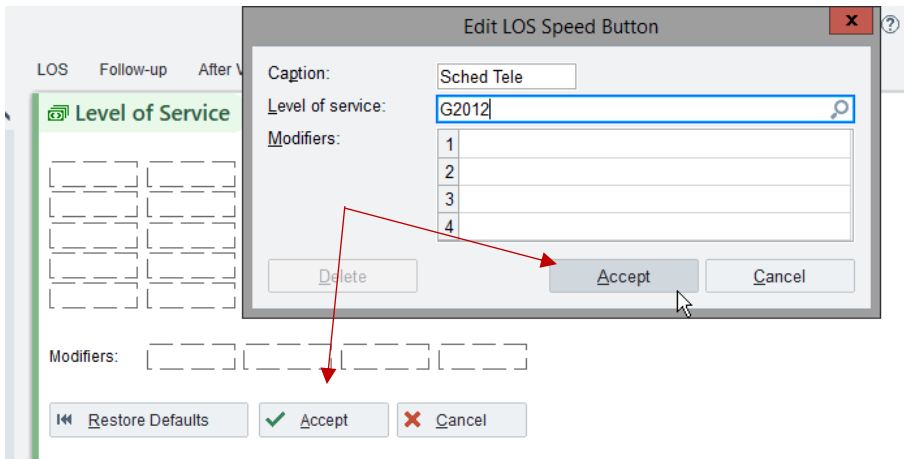 Edit LOS Speed Button
x
?
LOS Follow-up After V
Caption: Sched Tele
Level of Service
Level of service: G2012
Modifiers: 1
2
3
4
Delete Accept Cancel
Modifiers:
Restore Defaults Accept Cancel